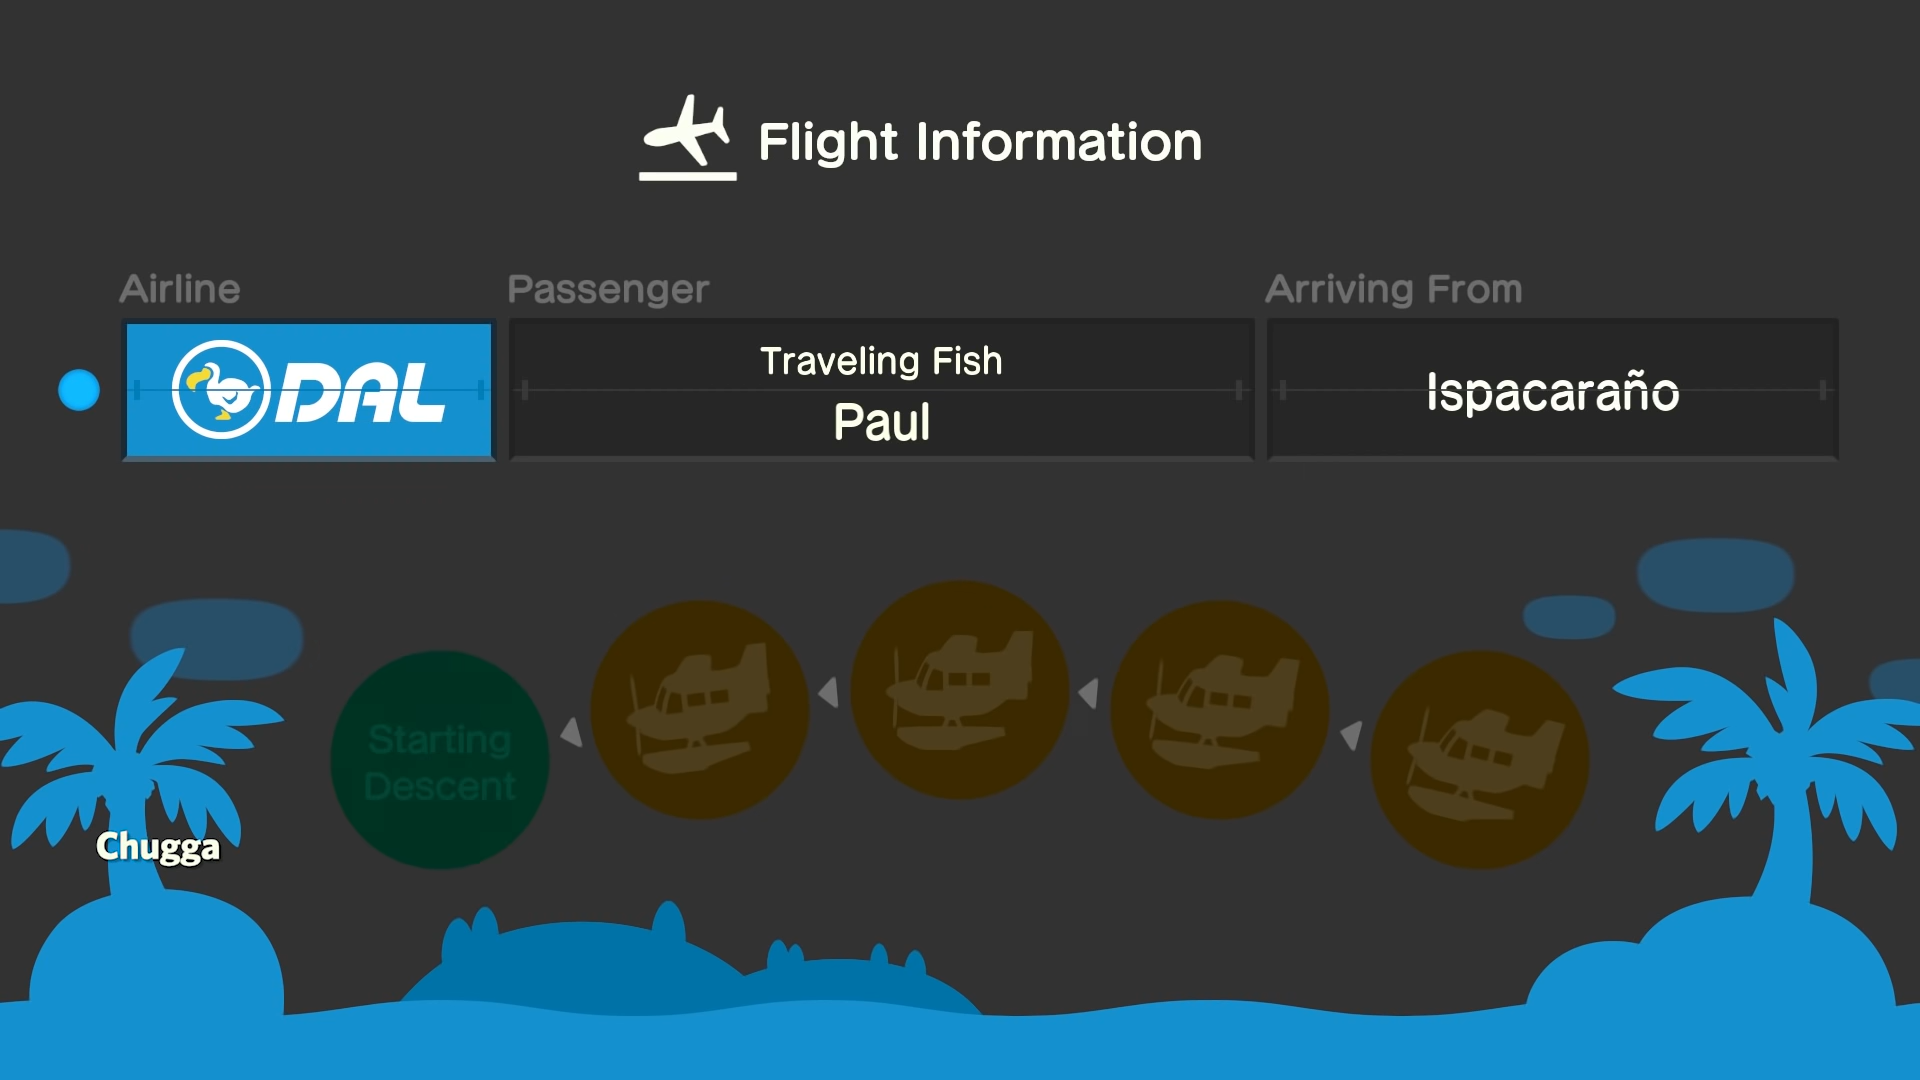 Flight Information
Airline
Passenger
Arriving From
DAL
Traveling Fish
Paul
Ispacaraño
Starting
Descent
Chugga